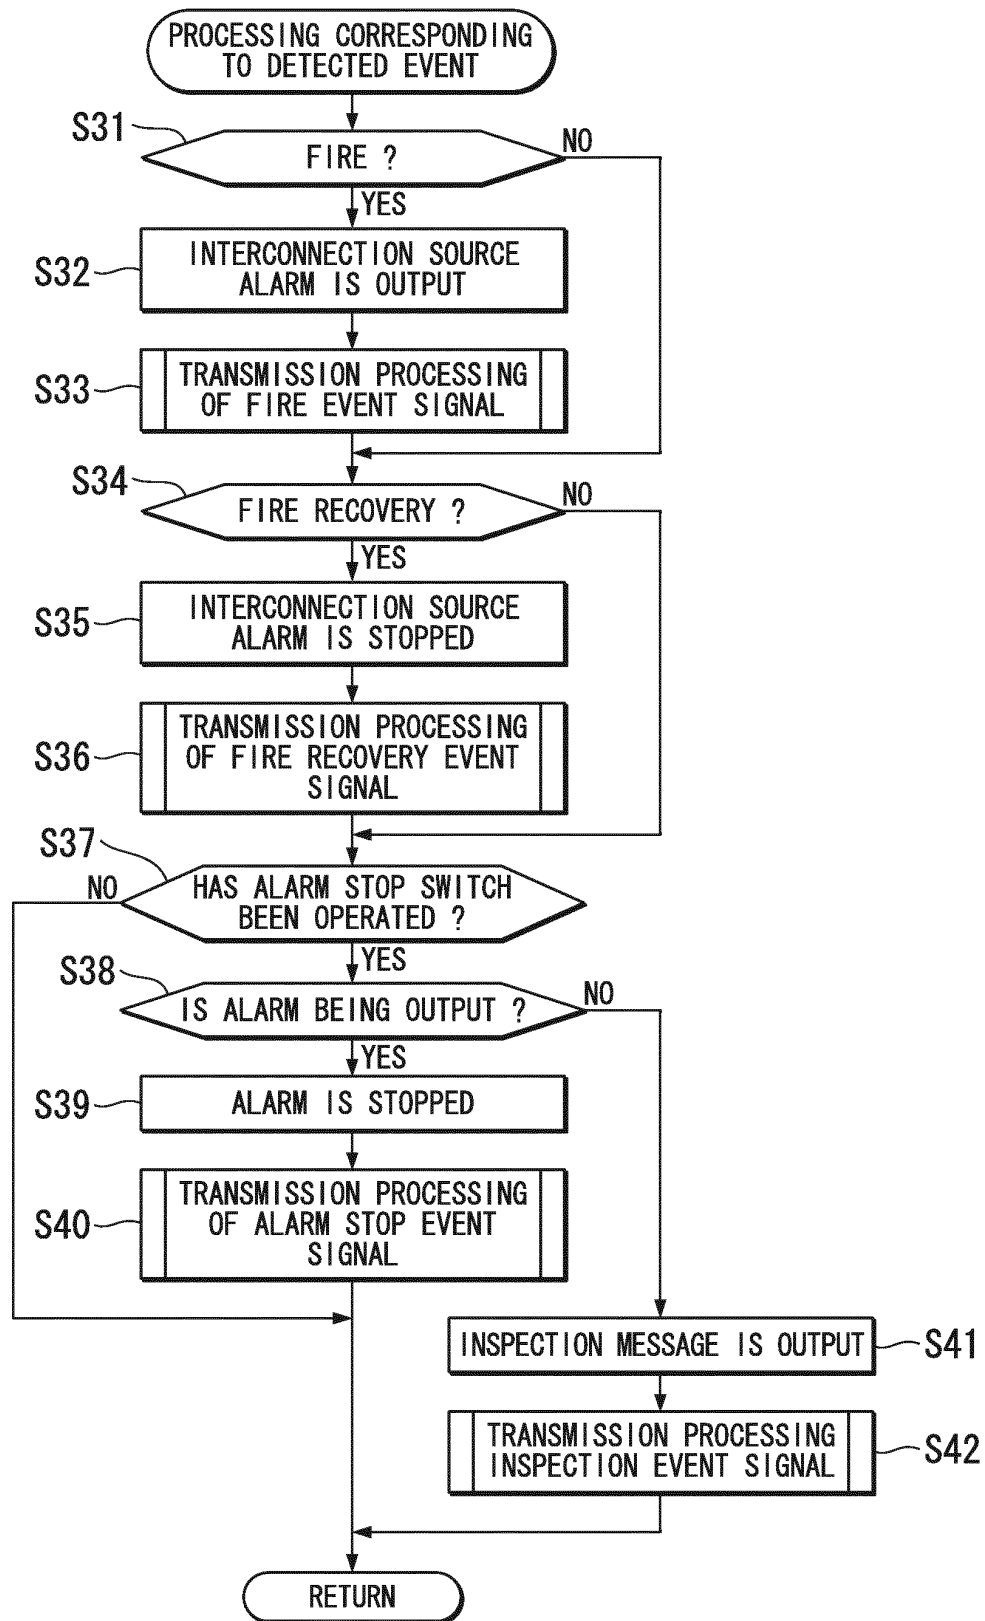 PROCESSING CORRESPONDING
TO DETECTED EVENT
S31
FIRE ?
NO
YES
S32
INTERCONNECTION SOURCE
ALARM IS OUTPUT
S33
TRANSMISSION PROCESSING
OF FIRE EVENT SIGNAL
S34
FIRE RECOVERY ?
NO
YES
S35
INTERCONNECTION SOURCE
ALARM IS STOPPED
S36
TRANSMISSION PROCESSING
OF FIRE RECOVERY EVENT
SIGNAL
S37
NO
HAS ALARM STOP SWITCH
BEEN OPERATED ?
YES
S38
IS ALARM BEING OUTPUT ?
NO
YES
S39
ALARM IS STOPPED
S40
TRANSMISSION PROCESSING
OF ALARM STOP EVENT
SIGNAL
INSPECTION MESSAGE IS OUTPUT
S41
TRANSMISSION PROCESSING
INSPECTION EVENT SIGNAL
S42
RETURN